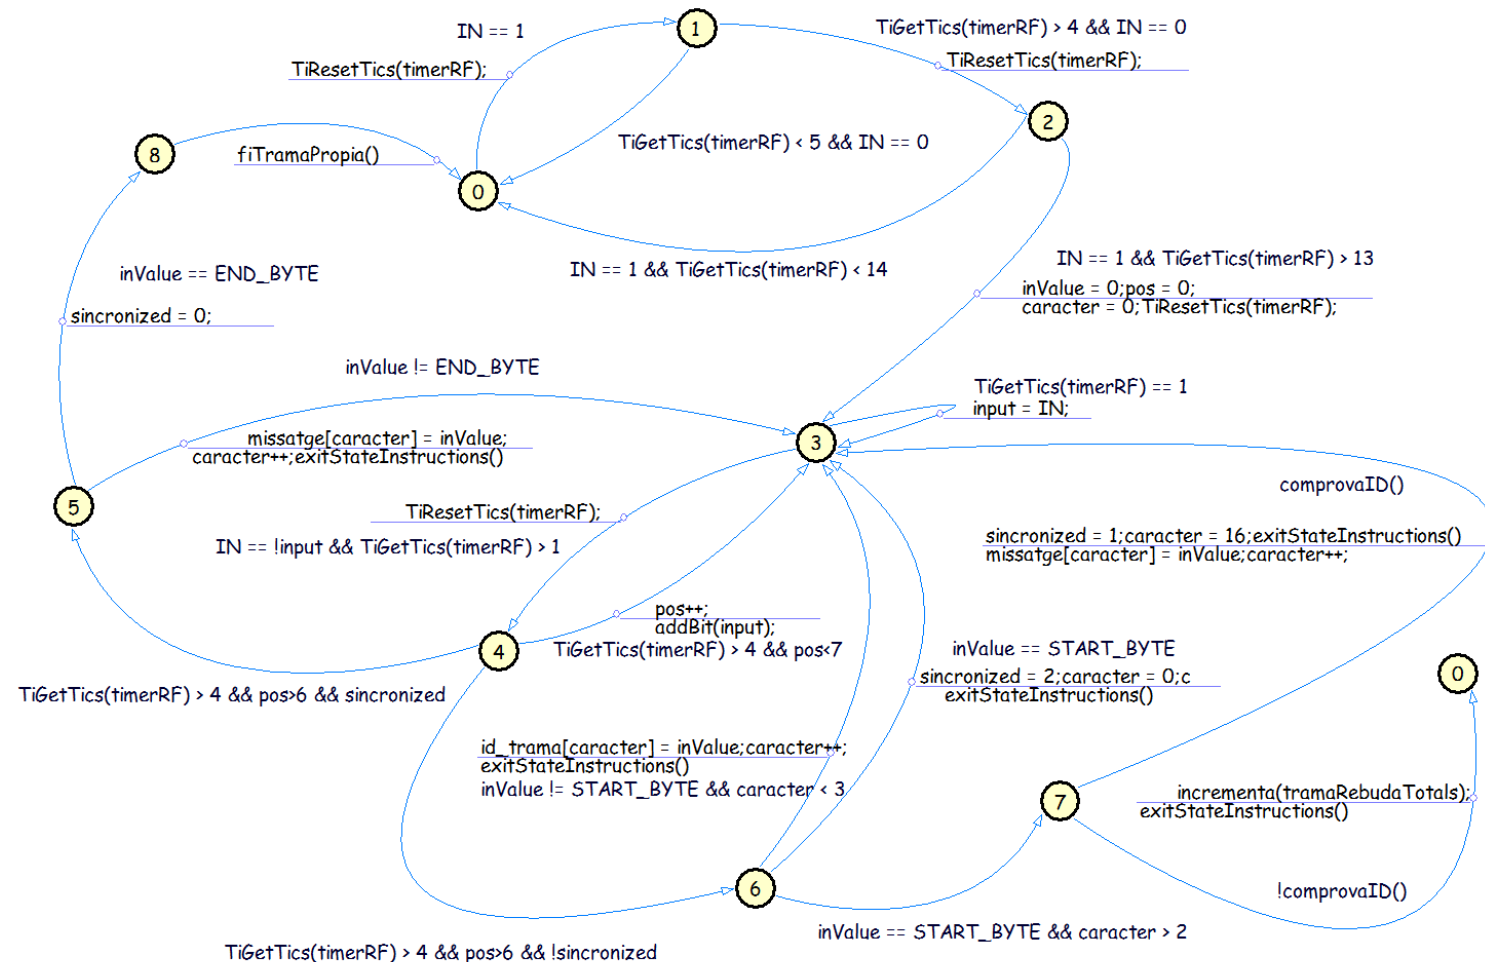 IN == 1
1
TiGetTics(timerRF) > 4 && IN == 0
TiResetTics(timerRF);
TiResetTics(timerRF);
2
TiGetTics(timerRF) < 5 && IN == 0
8
fiTramaPropia()
0
IN == 1 && TiGetTics(timerRF) < 14
IN == 1 && TiGetTics(timerRF) > 13
inValue = 0;pos = 0;
caracter = 0;TiResetTics(timerRF);
inValue == END_BYTE
sincronized = 0;
inValue != END_BYTE
TiGetTics(timerRF) == 1
input = IN;
missatge[caracter] = inValue;
caracter++;exitStateInstructions()
3
comprovaID()
5
TiResetTics(timerRF);
IN == !input && TiGetTics(timerRF) > 1
sincronized = 1;caracter = 16;exitStateInstructions()
missatge[caracter] = inValue;caracter++;
pos++;
addBit(input);
TiGetTics(timerRF) > 4 && pos<7
4
inValue == START_BYTE
sincronized = 2;caracter = 0;c
exitStateInstructions()
0
TiGetTics(timerRF) > 4 && pos>6 && sincronized
id_trama[caracter] = inValue;caracter++;
exitStateInstructions()
inValue != START_BYTE && caracter < 3
7
incrementa(tramaRebudaTotals);
exitStateInstructions()
6
!comprovaID()
inValue == START_BYTE && caracter > 2
TiGetTics(timerRF) > 4 && pos>6 && !sincronized